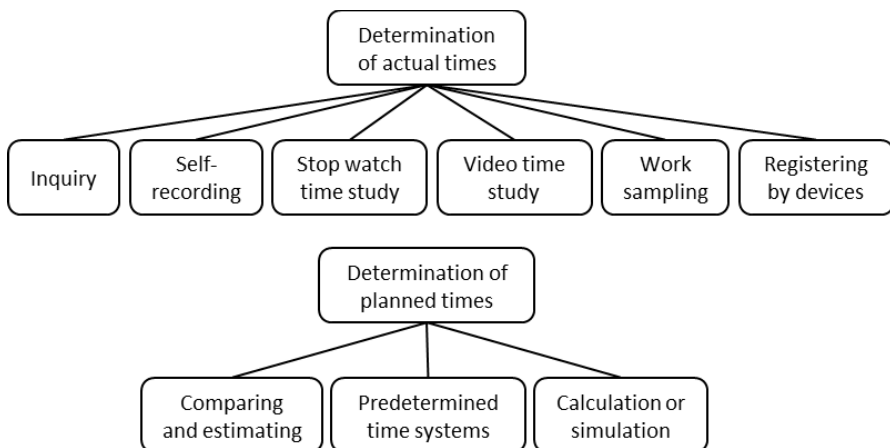 Determination
of actual times
Inquiry
Self-
recording
Stop watch
time study
Video time
study
Work
sampling
Registering
by devices
Determination of
planned times
Comparing
and estimating
Predetermined
time systems
Calculation or
simulation